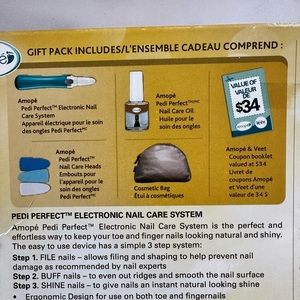 GIFT PACK INCLUDES/L'ENSEMBLE CADEAU COMPREND :
Amopé
Pedi Perfect™ Electronic Nail
Care System
Appareil électrique pour le soin
des ongles Pedi Perfect
Amopé
Pedi Perfect
Nail Care Oil
Huile pour le
soin des ongles
VALUE OF
VALEUR
DE
$34
Amopé
Pedi Perfect™
Nail Care Heads
Embouts pour
l'Appareil pour
le soin des ongles
Pedi Perfect
Cosmetic Bag
Étui à cosmétiques
Amopé & Veet
Coupon booklet
valued at $34
Livret de
coupons Amopé
et Veet d'une
valeur de 34 $
PEDI PERFECT™ ELECTRONIC NAIL CARE SYSTEM
Amopé Pedi Perfect™ Electronic Nail Care System is the perfect and
effortless way to keep your toe and finger nails looking natural and shiny.
The easy to use device has a simple 3 step system:
Step 1. FILE nails – allows filing and shaping to help prevent nail
damage as recommended by nail experts
Step 2. BUFF nails – to even out ridges and smooth the nail surface
Step 3. SHINE nails – to give nails an instant natural looking shine
• Ergonomic Design for use on both toe and fingernails